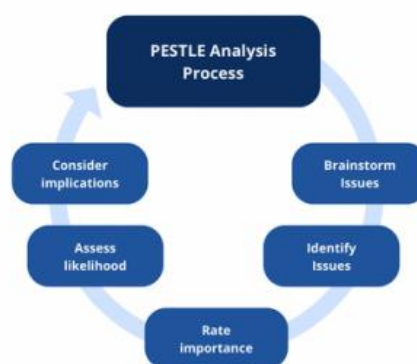 PESTLE Analysis
Process
Brainstorm
Issues
Identify
Issues
Rate
importance
Assess
likelihood
Consider
implications